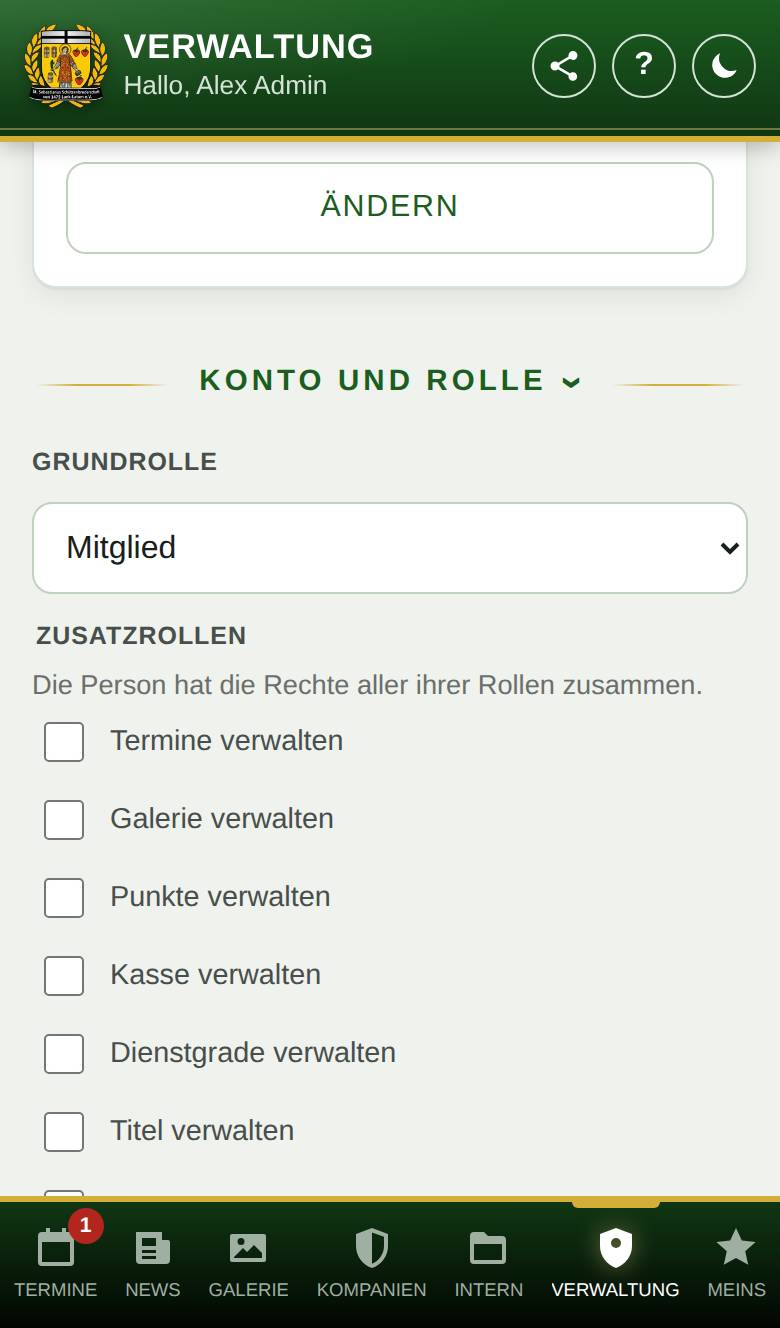 VERWALTUNG
Hallo, Alex Admin
?
ÄNDERN
KONTO UND ROLLE
GRUNDROLLE
Mitglied
ZUSATZROLLEN
Die Person hat die Rechte aller ihrer Rollen zusammen.
Termine verwalten
Galerie verwalten
Punkte verwalten
Kasse verwalten
Dienstgrade verwalten
Titel verwalten
1
TERMINE
NEWS
GALERIE
KOMPANIEN
INTERN
VERWALTUNG
MEINS